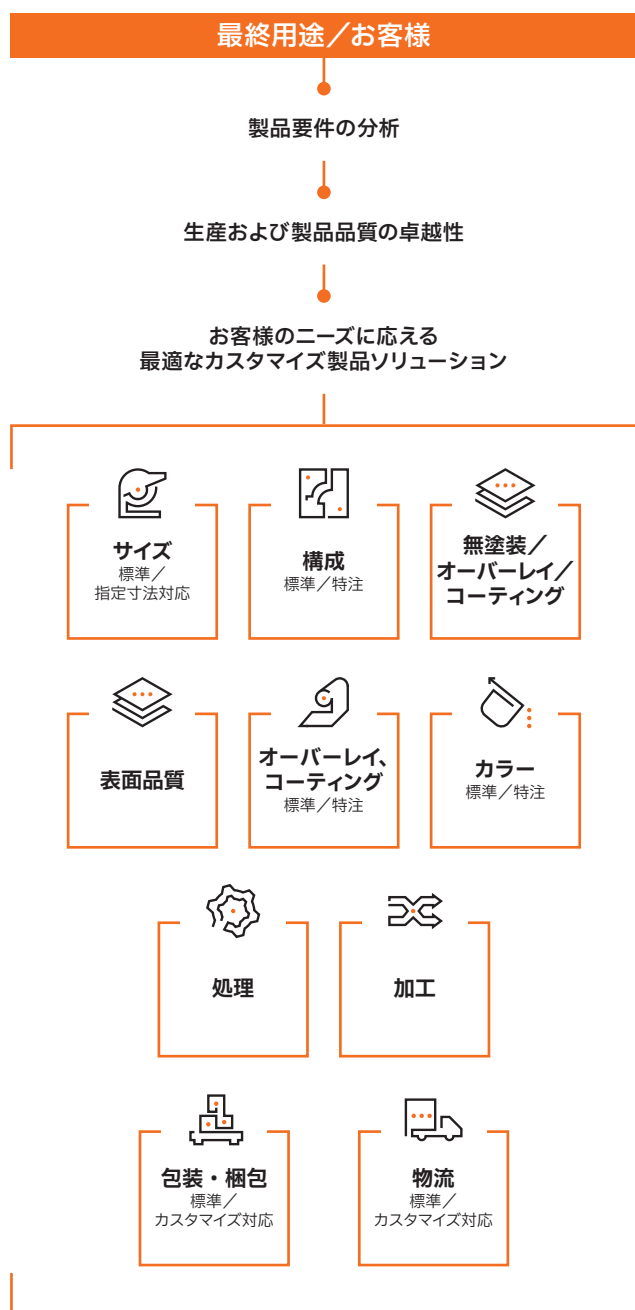 最終用途／お客様
製品要件の分析
生産および製品品質の卓越性
お客様のニーズに応える
最適なカスタマイズ製品ソリューション
サイズ
標準／
指定寸法対応
構成
標準／特注
無塗装／
オーバーレイ／
コーティング
表面品質
オーバーレイ、
コーティング
標準／特注
カラー
標準／特注
処理
加工
包装・梱包
標準／
カスタマイズ対応
物流
標準／
カスタマイズ対応